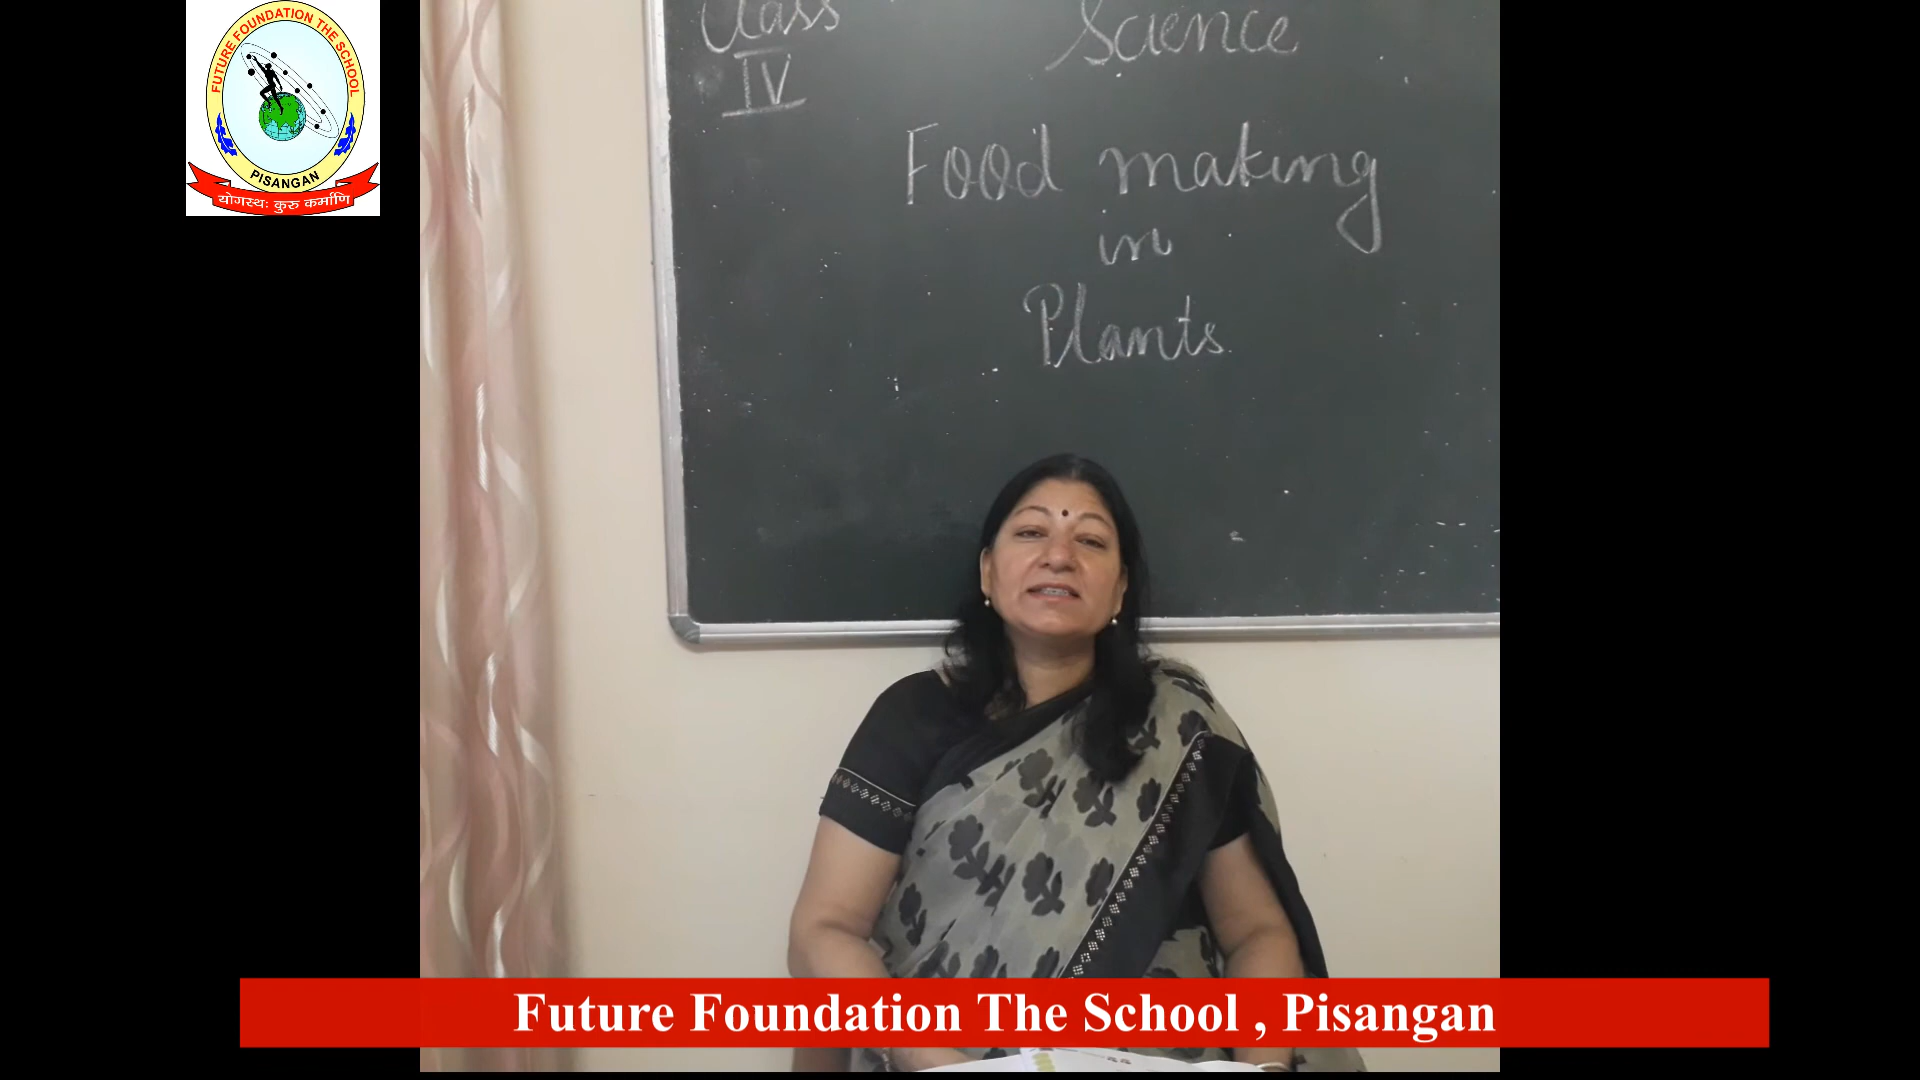 FUTURE FOUNDATION THE SCHOOL
PISANGAN
योगस्थः कुरु कर्माणि
Class
IV
Science
Food making
in
Plants
Future Foundation The School , Pisangan